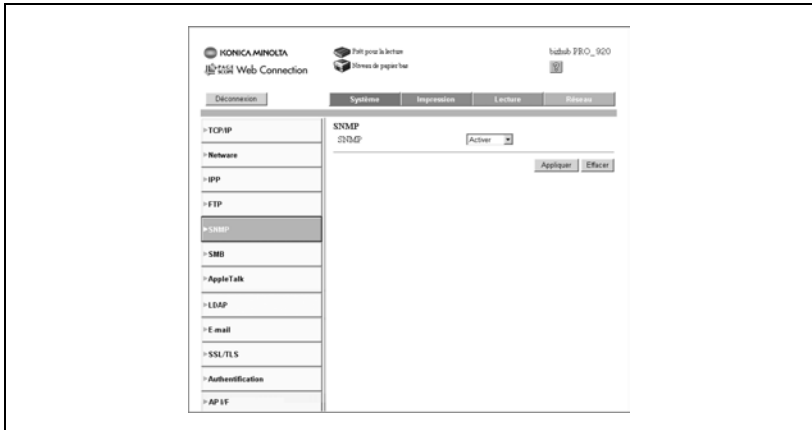 KONICA MINOLTA
PAGE SCOPE Web Connection
Prêt pour la lecture
Niveau de papier bas
bizhub PRO_920
?
Déconnexion
Système
Impression
Lecture
Réseau
TCP/IP
Netware
IPP
FTP
SNMP
SMB
AppleTalk
LDAP
E-mail
SSL/TLS
Authentification
AP I/F
SNMP
SNMP
Activer
Appliquer
Effacer